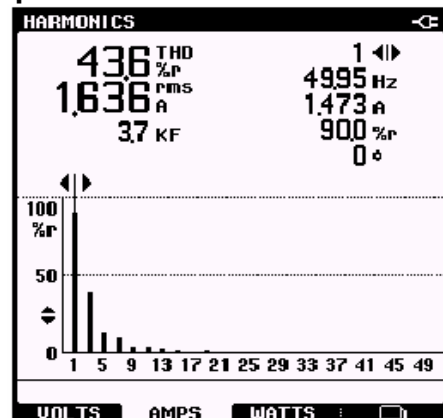 HARMONICS
43.6 THD %r
1.636 rms A
3.7 KF
1
49.95 Hz
1.473 A
90.0 %r
0 ϕ
100
%r
50
0
1 5 9 13 17 21 25 29 33 37 41 45 49
VOLTS AMPS WATTS